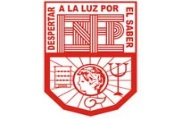 DESPERTAR A LA LUZ POR EL SABER
ENP